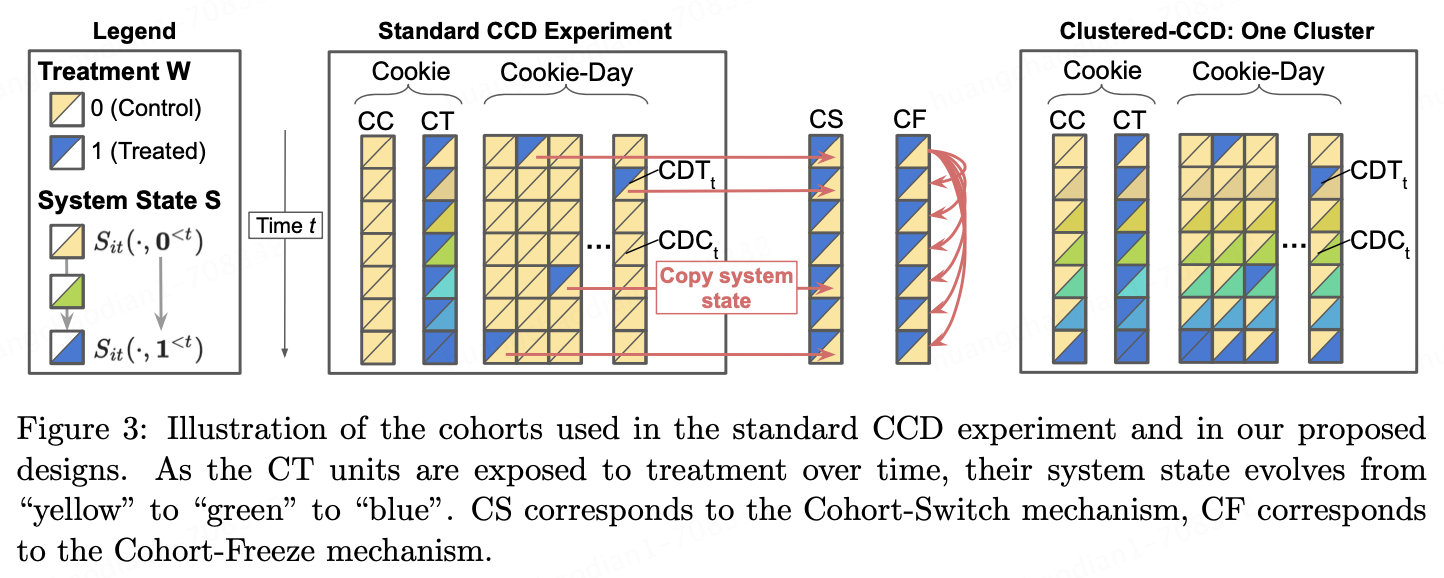 Legend
Treatment W
0 (Control)
1 (Treated)
System State S
S_{it}(·, 0^{<t})
S_{it}(·, 1^{<t})
Time t
Standard CCD Experiment
Cookie
Cookie-Day
CC
CT
CDT_t
...
CDC_t
Copy system
state
CS
CF
Clustered-CCD: One Cluster
Cookie
Cookie-Day
CC
CT
CDT_t
...
CDC_t
Figure 3: Illustration of the cohorts used in the standard CCD experiment and in our proposed
designs. As the CT units are exposed to treatment over time, their system state evolves from
“yellow” to “green” to “blue”. CS corresponds to the Cohort-Switch mechanism, CF corresponds
to the Cohort-Freeze mechanism.